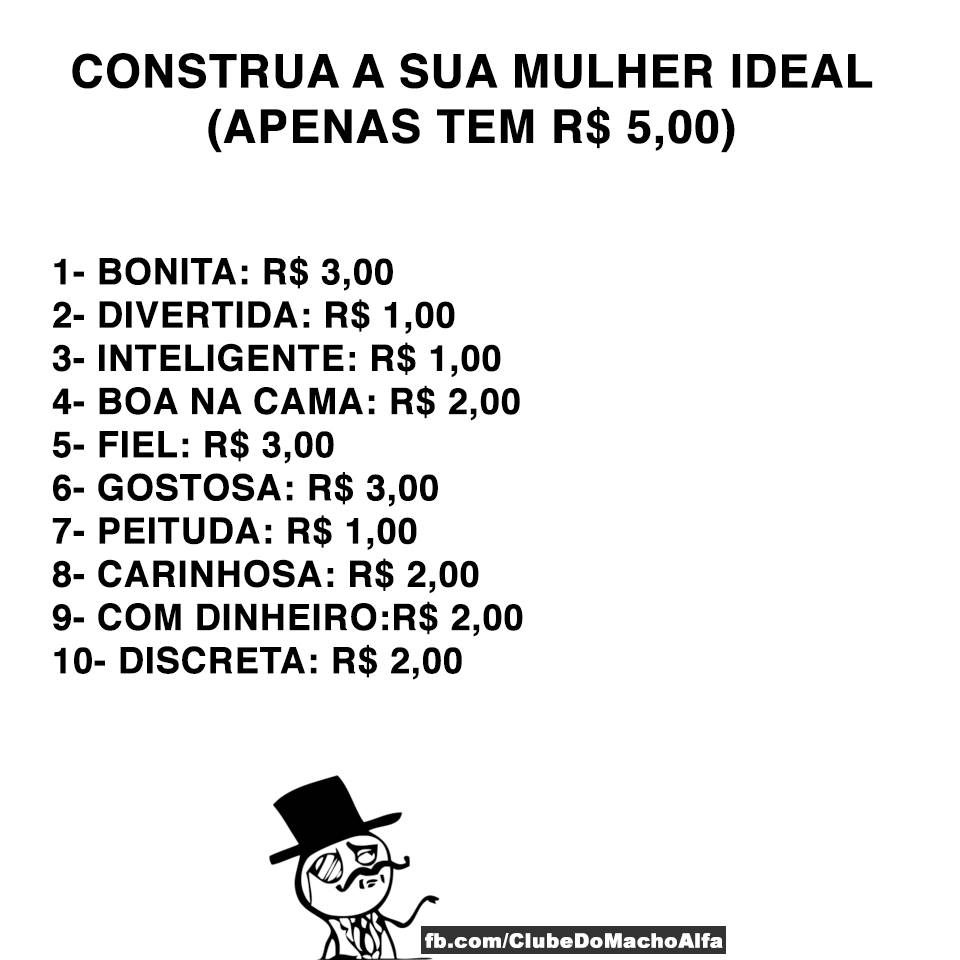 CONSTRUA A SUA MULHER IDEAL
(APENAS TEM R$ 5,00)
1- BONITA: R$ 3,00
2- DIVERTIDA: R$ 1,00
3- INTELIGENTE: R$ 1,00
4- BOA NA CAMA: R$ 2,00
5- FIEL: R$ 3,00
6- GOSTOSA: R$ 3,00
7- PEITUDA: R$ 1,00
8- CARINHOSA: R$ 2,00
9- COM DINHEIRO:R$ 2,00
10- DISCRETA: R$ 2,00
fb.com/ClubeDoMachoAlfa